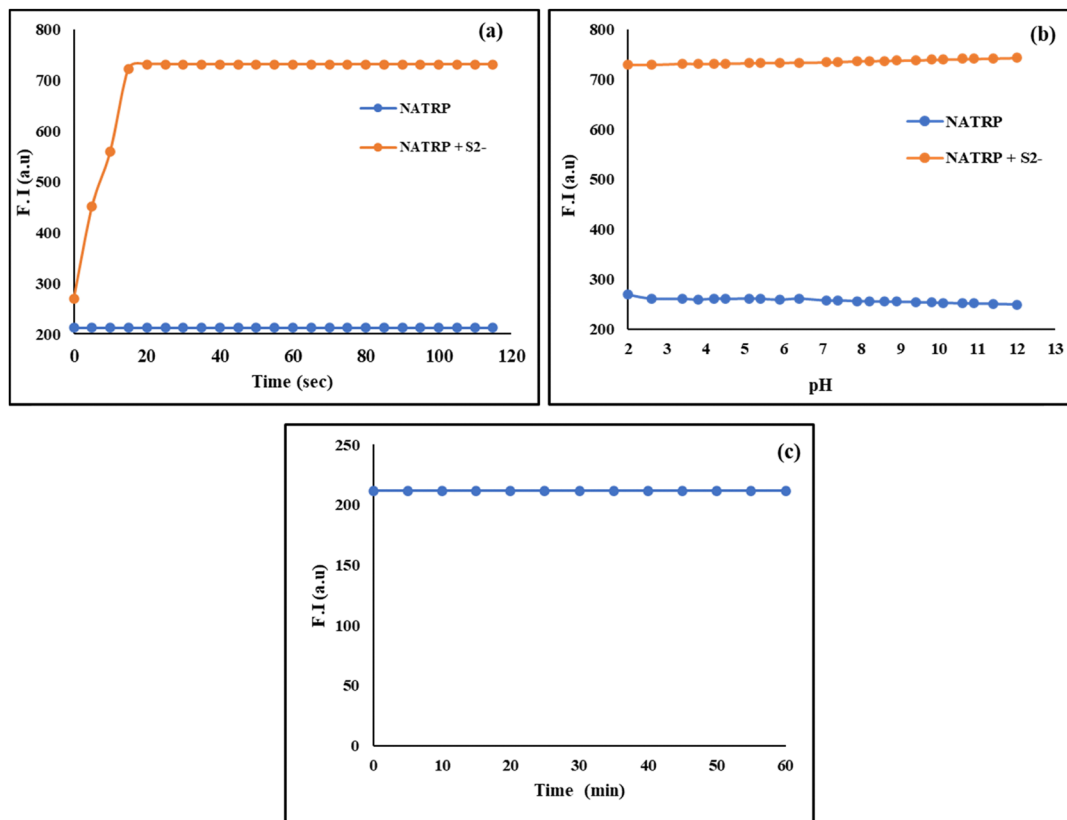 (a)
800
700
600
500
400
300
200
F. I (a.u)
NATRP
NATRP + S2-
0 20 40 60 80 100 120
Time (sec)
(b)
800
700
600
500
400
300
200
F.I (a.u)
NATRP
NATRP + S2-
2 3 4 5 6 7 8 9 10 11 12 13
pH
(c)
250
200
150
100
50
0
F.I (a.u)
0 10 20 30 40 50 60
Time (min)